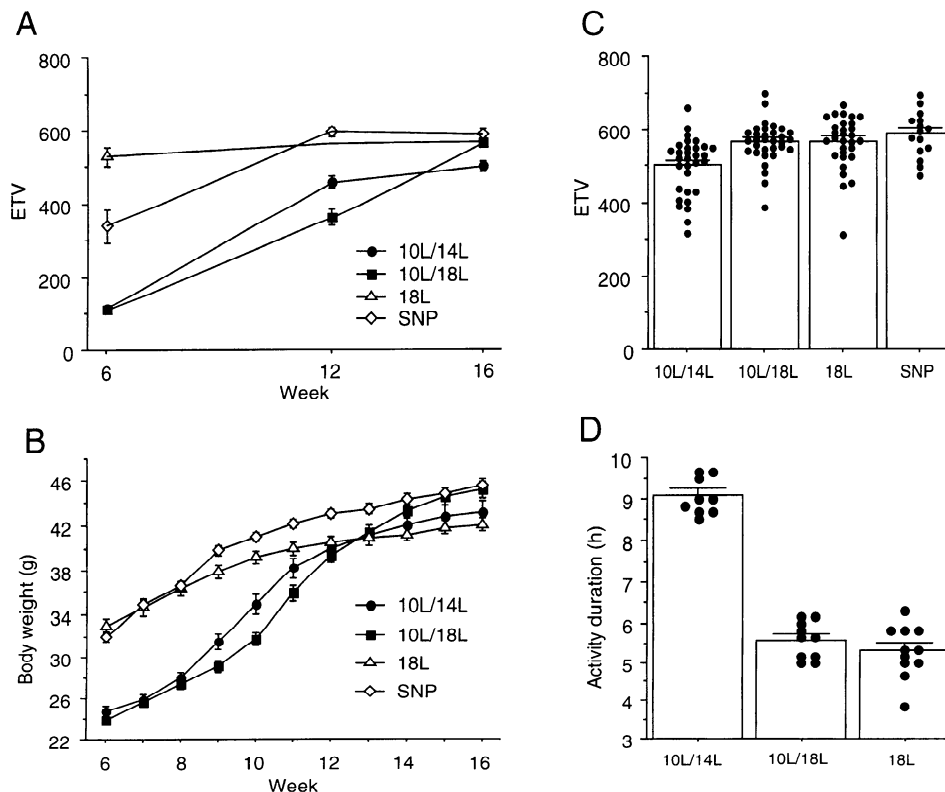 A
800
600
400
200
0
ETV
6
12
16
Week
10L/14L
10L/18L
18L
SNP
C
800
600
400
200
0
ETV
10L/14L
10L/18L
18L
SNP
B
46
42
38
34
30
26
22
Body weight (g)
6
8
10
12
14
16
Week
10L/14L
10L/18L
18L
SNP
D
10
9
8
7
6
5
4
3
Activity duration (h)
10L/14L
10L/18L
18L